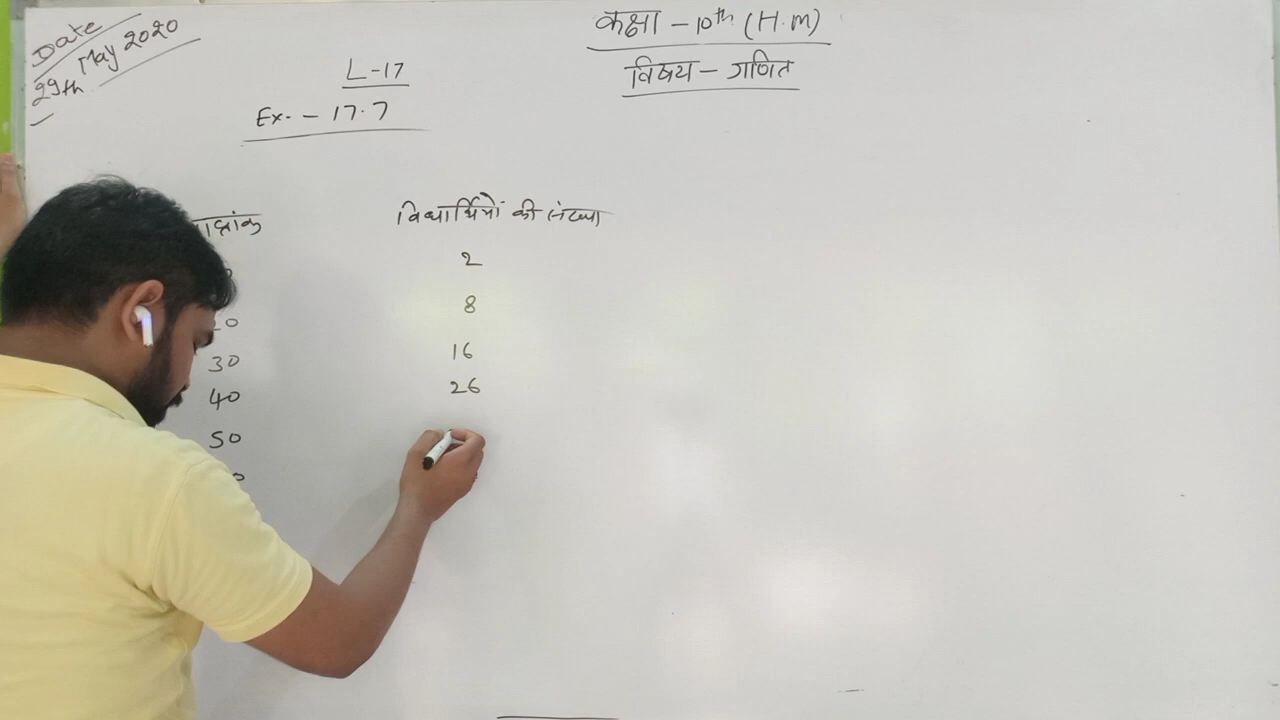 Date
29th May 2020
कक्षा - 10th (H.M)
विषय - गणित
L-17
Ex. - 17.7
विद्यार्थियों की संख्या
2
8
30 16
40 26
50